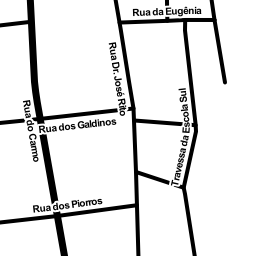 Rua da Eugênia
Rua Dr. José Rito
Travessa da Escola Sul
Rua do Carmo
Rua dos Galdinos
Rua dos Piorros